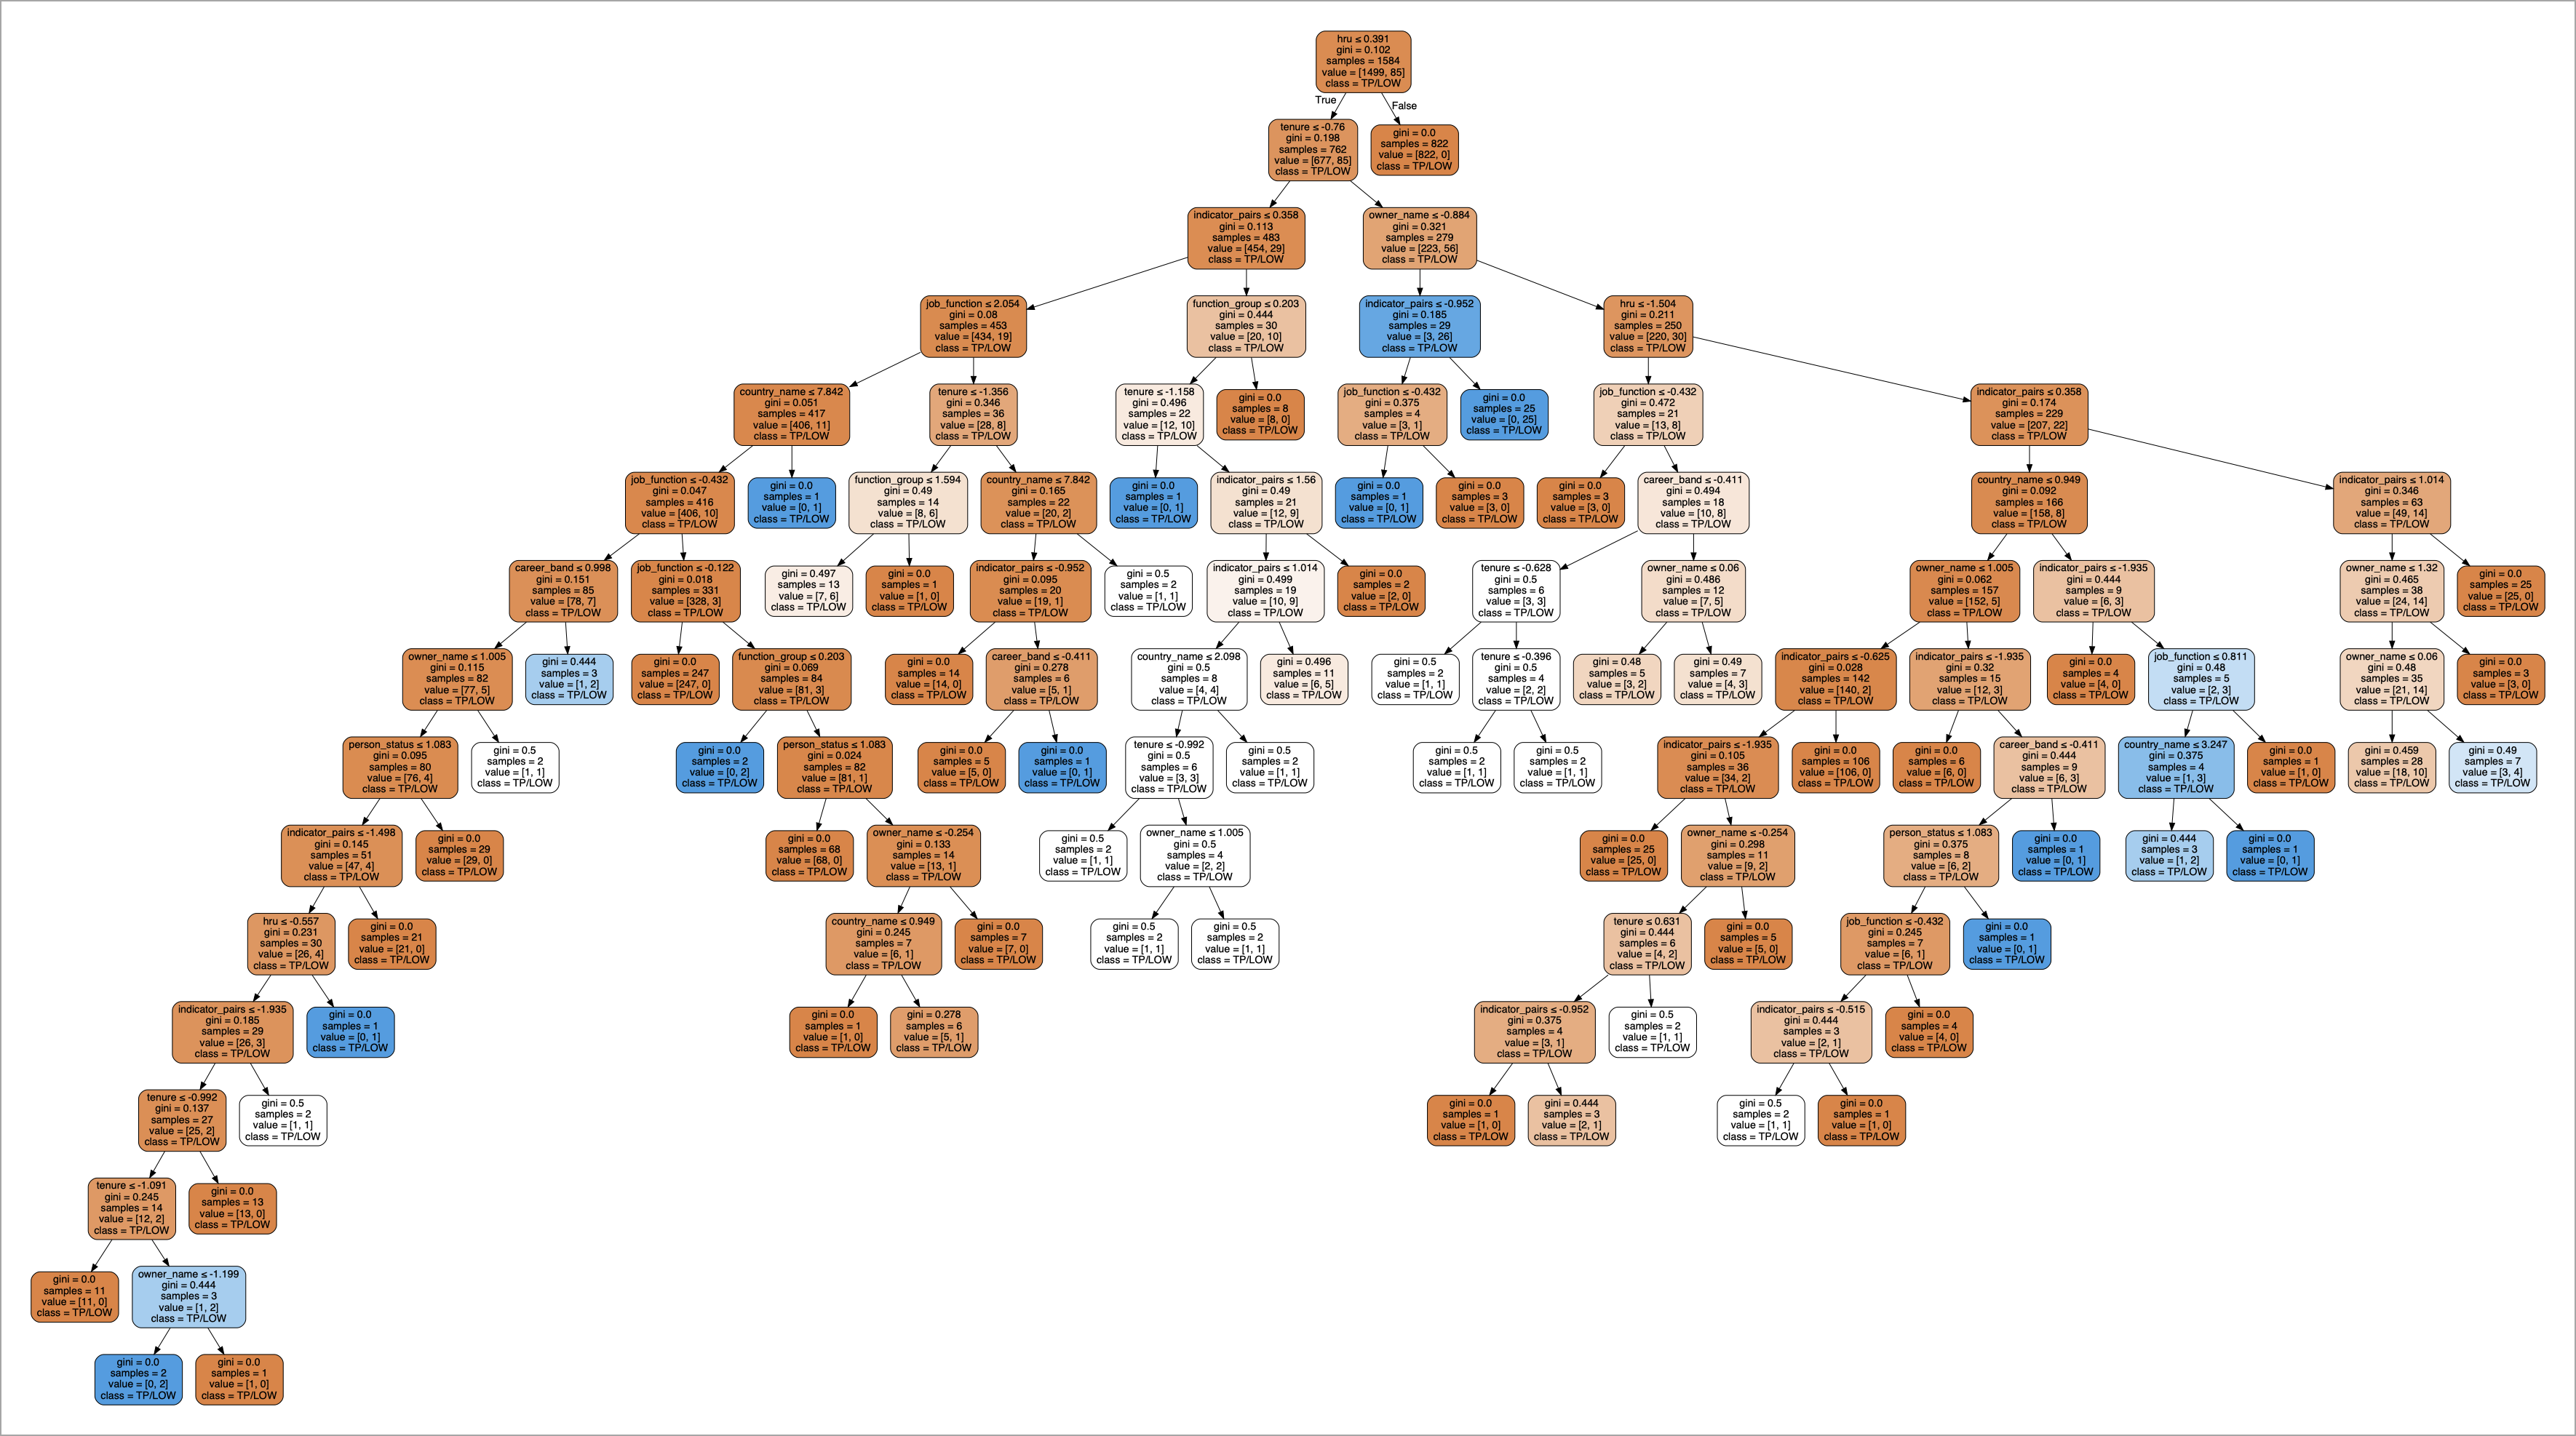 hru ≤ 0.391
gini = 0.102
samples = 1584
value = [1499, 85]
class = TP/LOW
True
False
tenure ≤ -0.76
gini = 0.198
samples = 762
value = [677, 85]
class = TP/LOW
gini = 0.0
samples = 822
value = [822, 0]
class = TP/LOW
indicator_pairs ≤ 0.358
gini = 0.113
samples = 483
value = [454, 29]
class = TP/LOW
owner_name ≤ -0.884
gini = 0.321
samples = 279
value = [223, 56]
class = TP/LOW
job_function ≤ 2.054
gini = 0.08
samples = 453
value = [434, 19]
class = TP/LOW
function_group ≤ 0.203
gini = 0.444
samples = 30
value = [20, 10]
class = TP/LOW
indicator_pairs ≤ -0.952
gini = 0.185
samples = 29
value = [3, 26]
class = TP/LOW
hru ≤ -1.504
gini = 0.211
samples = 250
value = [220, 30]
class = TP/LOW
country_name ≤ 7.842
gini = 0.051
samples = 417
value = [406, 11]
class = TP/LOW
tenure ≤ -1.356
gini = 0.346
samples = 36
value = [28, 8]
class = TP/LOW
tenure ≤ -1.158
gini = 0.496
samples = 22
value = [12, 10]
class = TP/LOW
gini = 0.0
samples = 8
value = [8, 0]
class = TP/LOW
job_function ≤ -0.432
gini = 0.375
samples = 4
value = [3, 1]
class = TP/LOW
gini = 0.0
samples = 25
value = [0, 25]
class = TP/LOW
job_function ≤ -0.432
gini = 0.472
samples = 21
value = [13, 8]
class = TP/LOW
indicator_pairs ≤ 0.358
gini = 0.174
samples = 229
value = [207, 22]
class = TP/LOW
job_function ≤ -0.432
gini = 0.047
samples = 416
value = [406, 10]
class = TP/LOW
gini = 0.0
samples = 1
value = [0, 1]
class = TP/LOW
function_group ≤ 1.594
gini = 0.49
samples = 14
value = [8, 6]
class = TP/LOW
country_name ≤ 7.842
gini = 0.165
samples = 22
value = [20, 2]
class = TP/LOW
gini = 0.0
samples = 1
value = [0, 1]
class = TP/LOW
indicator_pairs ≤ 1.56
gini = 0.49
samples = 21
value = [12, 9]
class = TP/LOW
gini = 0.0
samples = 1
value = [0, 1]
class = TP/LOW
gini = 0.0
samples = 3
value = [3, 0]
class = TP/LOW
gini = 0.0
samples = 3
value = [3, 0]
class = TP/LOW
career_band ≤ -0.411
gini = 0.494
samples = 18
value = [10, 8]
class = TP/LOW
country_name ≤ 0.949
gini = 0.092
samples = 166
value = [158, 8]
class = TP/LOW
indicator_pairs ≤ 1.014
gini = 0.346
samples = 63
value = [49, 14]
class = TP/LOW
career_band ≤ 0.998
gini = 0.151
samples = 85
value = [78, 7]
class = TP/LOW
job_function ≤ -0.122
gini = 0.018
samples = 331
value = [328, 3]
class = TP/LOW
gini = 0.497
samples = 13
value = [7, 6]
class = TP/LOW
gini = 0.0
samples = 1
value = [1, 0]
class = TP/LOW
indicator_pairs ≤ -0.952
gini = 0.095
samples = 20
value = [19, 1]
class = TP/LOW
gini = 0.5
samples = 2
value = [1, 1]
class = TP/LOW
indicator_pairs ≤ 1.014
gini = 0.499
samples = 19
value = [10, 9]
class = TP/LOW
gini = 0.0
samples = 2
value = [2, 0]
class = TP/LOW
tenure ≤ -0.628
gini = 0.5
samples = 6
value = [3, 3]
class = TP/LOW
owner_name ≤ 0.06
gini = 0.486
samples = 12
value = [7, 5]
class = TP/LOW
owner_name ≤ 1.005
gini = 0.062
samples = 157
value = [152, 5]
class = TP/LOW
indicator_pairs ≤ -1.935
gini = 0.444
samples = 9
value = [6, 3]
class = TP/LOW
owner_name ≤ 1.32
gini = 0.465
samples = 38
value = [24, 14]
class = TP/LOW
gini = 0.0
samples = 25
value = [25, 0]
class = TP/LOW
owner_name ≤ 1.005
gini = 0.115
samples = 82
value = [77, 5]
class = TP/LOW
gini = 0.444
samples = 3
value = [1, 2]
class = TP/LOW
gini = 0.0
samples = 247
value = [247, 0]
class = TP/LOW
function_group ≤ 0.203
gini = 0.069
samples = 84
value = [81, 3]
class = TP/LOW
gini = 0.0
samples = 14
value = [14, 0]
class = TP/LOW
career_band ≤ -0.411
gini = 0.278
samples = 6
value = [5, 1]
class = TP/LOW
country_name ≤ 2.098
gini = 0.5
samples = 8
value = [4, 4]
class = TP/LOW
gini = 0.496
samples = 11
value = [6, 5]
class = TP/LOW
gini = 0.5
samples = 2
value = [1, 1]
class = TP/LOW
tenure ≤ -0.396
gini = 0.5
samples = 4
value = [2, 2]
class = TP/LOW
gini = 0.48
samples = 5
value = [3, 2]
class = TP/LOW
gini = 0.49
samples = 7
value = [4, 3]
class = TP/LOW
indicator_pairs ≤ -0.625
gini = 0.028
samples = 142
value = [140, 2]
class = TP/LOW
indicator_pairs ≤ -1.935
gini = 0.32
samples = 15
value = [12, 3]
class = TP/LOW
gini = 0.0
samples = 4
value = [4, 0]
class = TP/LOW
job_function ≤ 0.811
gini = 0.48
samples = 5
value = [2, 3]
class = TP/LOW
owner_name ≤ 0.06
gini = 0.48
samples = 35
value = [21, 14]
class = TP/LOW
gini = 0.0
samples = 3
value = [3, 0]
class = TP/LOW
person_status ≤ 1.083
gini = 0.095
samples = 80
value = [76, 4]
class = TP/LOW
gini = 0.5
samples = 2
value = [1, 1]
class = TP/LOW
gini = 0.0
samples = 2
value = [0, 2]
class = TP/LOW
person_status ≤ 1.083
gini = 0.024
samples = 82
value = [81, 1]
class = TP/LOW
gini = 0.0
samples = 5
value = [5, 0]
class = TP/LOW
gini = 0.0
samples = 1
value = [0, 1]
class = TP/LOW
tenure ≤ -0.992
gini = 0.5
samples = 6
value = [3, 3]
class = TP/LOW
gini = 0.5
samples = 2
value = [1, 1]
class = TP/LOW
gini = 0.5
samples = 2
value = [1, 1]
class = TP/LOW
gini = 0.5
samples = 2
value = [1, 1]
class = TP/LOW
indicator_pairs ≤ -1.935
gini = 0.105
samples = 36
value = [34, 2]
class = TP/LOW
gini = 0.0
samples = 106
value = [106, 0]
class = TP/LOW
gini = 0.0
samples = 6
value = [6, 0]
class = TP/LOW
career_band ≤ -0.411
gini = 0.444
samples = 9
value = [6, 3]
class = TP/LOW
country_name ≤ 3.247
gini = 0.375
samples = 4
value = [1, 3]
class = TP/LOW
gini = 0.0
samples = 1
value = [1, 0]
class = TP/LOW
gini = 0.459
samples = 28
value = [18, 10]
class = TP/LOW
gini = 0.49
samples = 7
value = [3, 4]
class = TP/LOW
indicator_pairs ≤ -1.498
gini = 0.145
samples = 51
value = [47, 4]
class = TP/LOW
gini = 0.0
samples = 29
value = [29, 0]
class = TP/LOW
gini = 0.0
samples = 68
value = [68, 0]
class = TP/LOW
owner_name ≤ -0.254
gini = 0.133
samples = 14
value = [13, 1]
class = TP/LOW
gini = 0.5
samples = 2
value = [1, 1]
class = TP/LOW
owner_name ≤ 1.005
gini = 0.5
samples = 4
value = [2, 2]
class = TP/LOW
gini = 0.0
samples = 25
value = [25, 0]
class = TP/LOW
owner_name ≤ -0.254
gini = 0.298
samples = 11
value = [9, 2]
class = TP/LOW
person_status ≤ 1.083
gini = 0.375
samples = 8
value = [6, 2]
class = TP/LOW
gini = 0.0
samples = 1
value = [0, 1]
class = TP/LOW
gini = 0.444
samples = 3
value = [1, 2]
class = TP/LOW
gini = 0.0
samples = 1
value = [0, 1]
class = TP/LOW
hru ≤ -0.557
gini = 0.231
samples = 30
value = [26, 4]
class = TP/LOW
gini = 0.0
samples = 21
value = [21, 0]
class = TP/LOW
country_name ≤ 0.949
gini = 0.245
samples = 7
value = [6, 1]
class = TP/LOW
gini = 0.0
samples = 7
value = [7, 0]
class = TP/LOW
gini = 0.5
samples = 2
value = [1, 1]
class = TP/LOW
gini = 0.5
samples = 2
value = [1, 1]
class = TP/LOW
tenure ≤ 0.631
gini = 0.444
samples = 6
value = [4, 2]
class = TP/LOW
gini = 0.0
samples = 5
value = [5, 0]
class = TP/LOW
job_function ≤ -0.432
gini = 0.245
samples = 7
value = [6, 1]
class = TP/LOW
gini = 0.0
samples = 1
value = [0, 1]
class = TP/LOW
indicator_pairs ≤ -1.935
gini = 0.185
samples = 29
value = [26, 3]
class = TP/LOW
gini = 0.0
samples = 1
value = [0, 1]
class = TP/LOW
gini = 0.0
samples = 1
value = [1, 0]
class = TP/LOW
gini = 0.278
samples = 6
value = [5, 1]
class = TP/LOW
indicator_pairs ≤ -0.952
gini = 0.375
samples = 4
value = [3, 1]
class = TP/LOW
gini = 0.5
samples = 2
value = [1, 1]
class = TP/LOW
indicator_pairs ≤ -0.515
gini = 0.444
samples = 3
value = [2, 1]
class = TP/LOW
gini = 0.0
samples = 4
value = [4, 0]
class = TP/LOW
tenure ≤ -0.992
gini = 0.137
samples = 27
value = [25, 2]
class = TP/LOW
gini = 0.5
samples = 2
value = [1, 1]
class = TP/LOW
gini = 0.0
samples = 1
value = [1, 0]
class = TP/LOW
gini = 0.444
samples = 3
value = [2, 1]
class = TP/LOW
gini = 0.5
samples = 2
value = [1, 1]
class = TP/LOW
gini = 0.0
samples = 1
value = [1, 0]
class = TP/LOW
tenure ≤ -1.091
gini = 0.245
samples = 14
value = [12, 2]
class = TP/LOW
gini = 0.0
samples = 13
value = [13, 0]
class = TP/LOW
gini = 0.0
samples = 11
value = [11, 0]
class = TP/LOW
owner_name ≤ -1.199
gini = 0.444
samples = 3
value = [1, 2]
class = TP/LOW
gini = 0.0
samples = 2
value = [0, 2]
class = TP/LOW
gini = 0.0
samples = 1
value = [1, 0]
class = TP/LOW